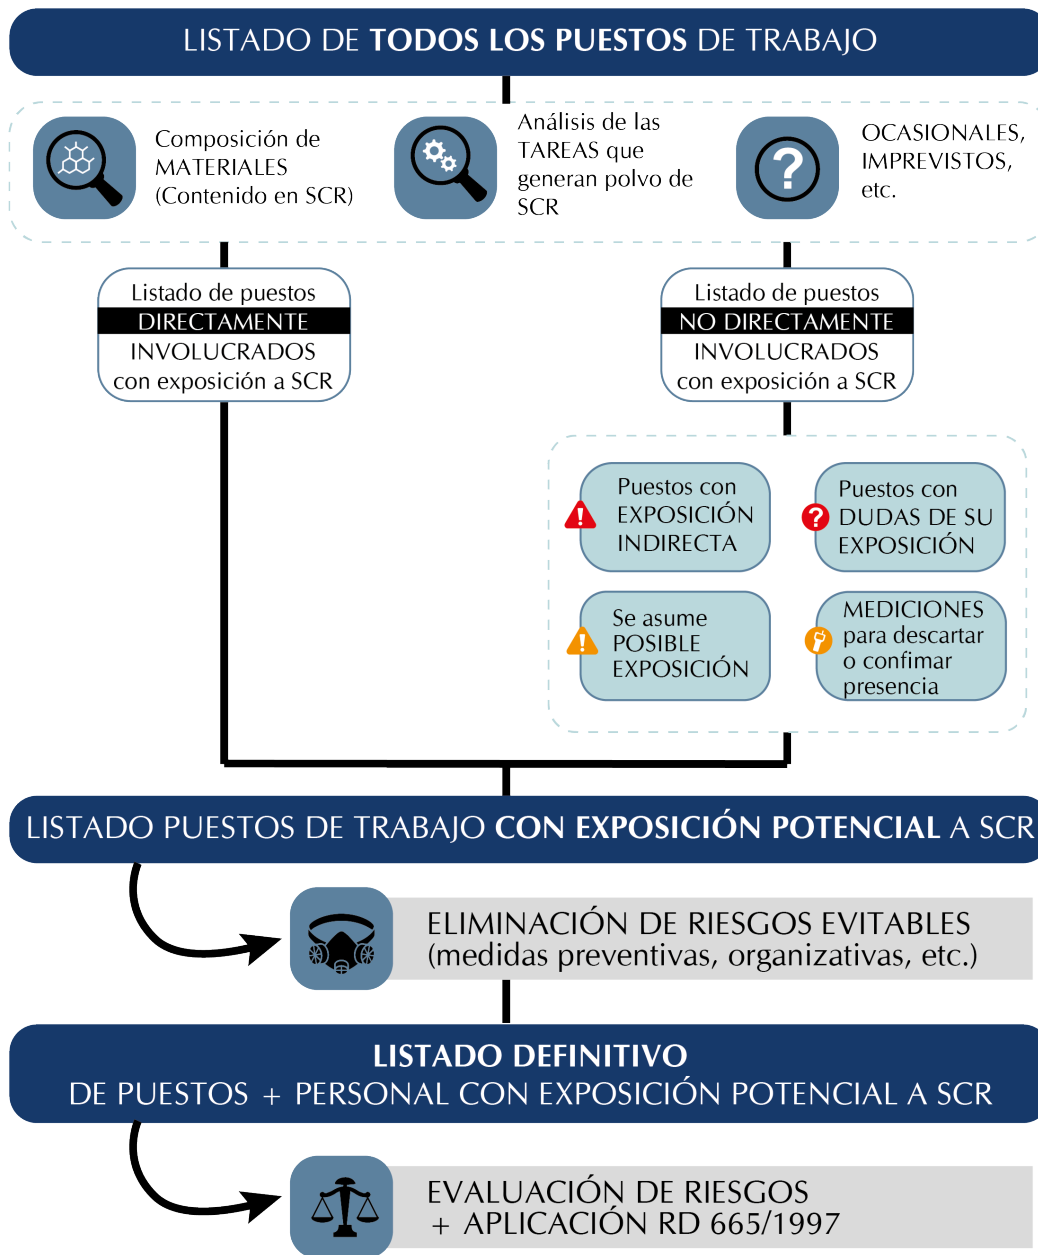 LISTADO DE TODOS LOS PUESTOS DE TRABAJO
Composición de
MATERIALES
(Contenido en SCR)
Análisis de las
TAREAS que
generan polvo de
SCR
OCASIONALES,
IMPREVISTOS,
etc.
Listado de puestos
DIRECTAMENTE
INVOLUCRADOS
con exposición a SCR
Listado de puestos
NO DIRECTAMENTE
INVOLUCRADOS
con exposición a SCR
Puestos con
EXPOSICIÓN
INDIRECTA
Puestos con
DUDAS DE SU
EXPOSICIÓN
Se asume
POSIBLE
EXPOSICIÓN
MEDICIONES
para descartar
o confimar
presencia
LISTADO PUESTOS DE TRABAJO CON EXPOSICIÓN POTENCIAL A SCR
ELIMINACIÓN DE RIESGOS EVITABLES
(medidas preventivas, organizativas, etc.)
LISTADO DEFINITIVO
DE PUESTOS + PERSONAL CON EXPOSICIÓN POTENCIAL A SCR
EVALUACIÓN DE RIESGOS
+ APLICACIÓN RD 665/1997